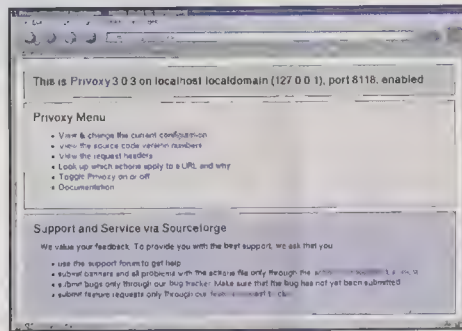 This is Privoxy 3 0 3 on localhost localdomain (127 0 0 1), port 8118, enabled
Privoxy Menu
• View & change the current configuration
• View the source code version numbers
• View the request headers
• Look up which actions apply to a URL and why
• Toggle Privoxy on or off
• Documentation
Support and Service via Sourceforge
We value your feedback. To provide you with the best support, we ask that you
• use the support forum to get help
• submit banners and all problems with the actions file only through the
• submit bugs only through our bug tracker Make sure that the bug has not yet been submitted
• submit feature requests only through our